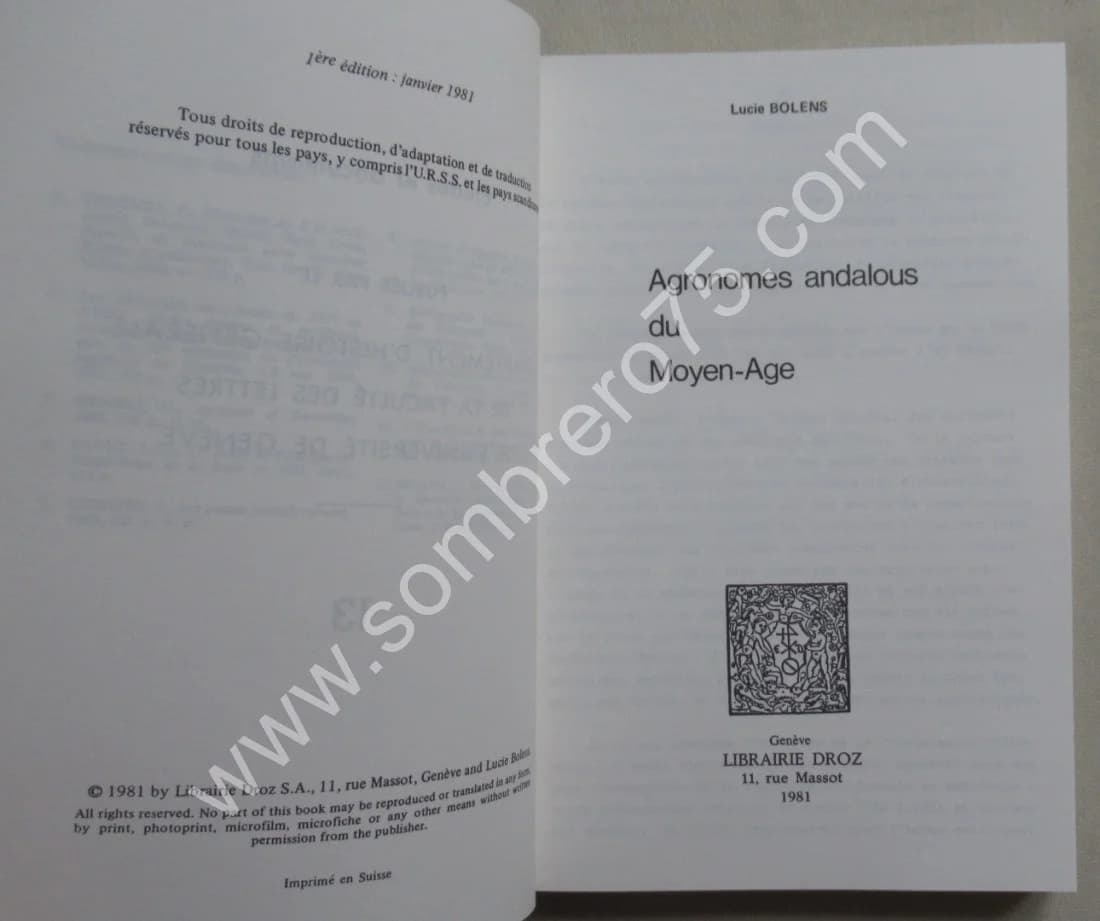 1ère édition : janvier 1981
Tous droits de reproduction, d'adaptation et de traduction
réservés pour tous les pays, y compris l'U.R.S.S. et les pays
© 1981 by Librairie Droz S.A., 11, rue Massot, Genève and Lucie Bolens
All rights reserved. No part of this book may be reproduced or translated in any form,
by print, photoprint, microfilm, microfiche or any other means without written
permission from the publisher.
Imprimé en Suisse
Lucie BOLENS
Agronomes andalous
du
Moyen-Age
Genève
LIBRAIRIE DROZ
11, rue Massot
1981
www.sombrero75.com